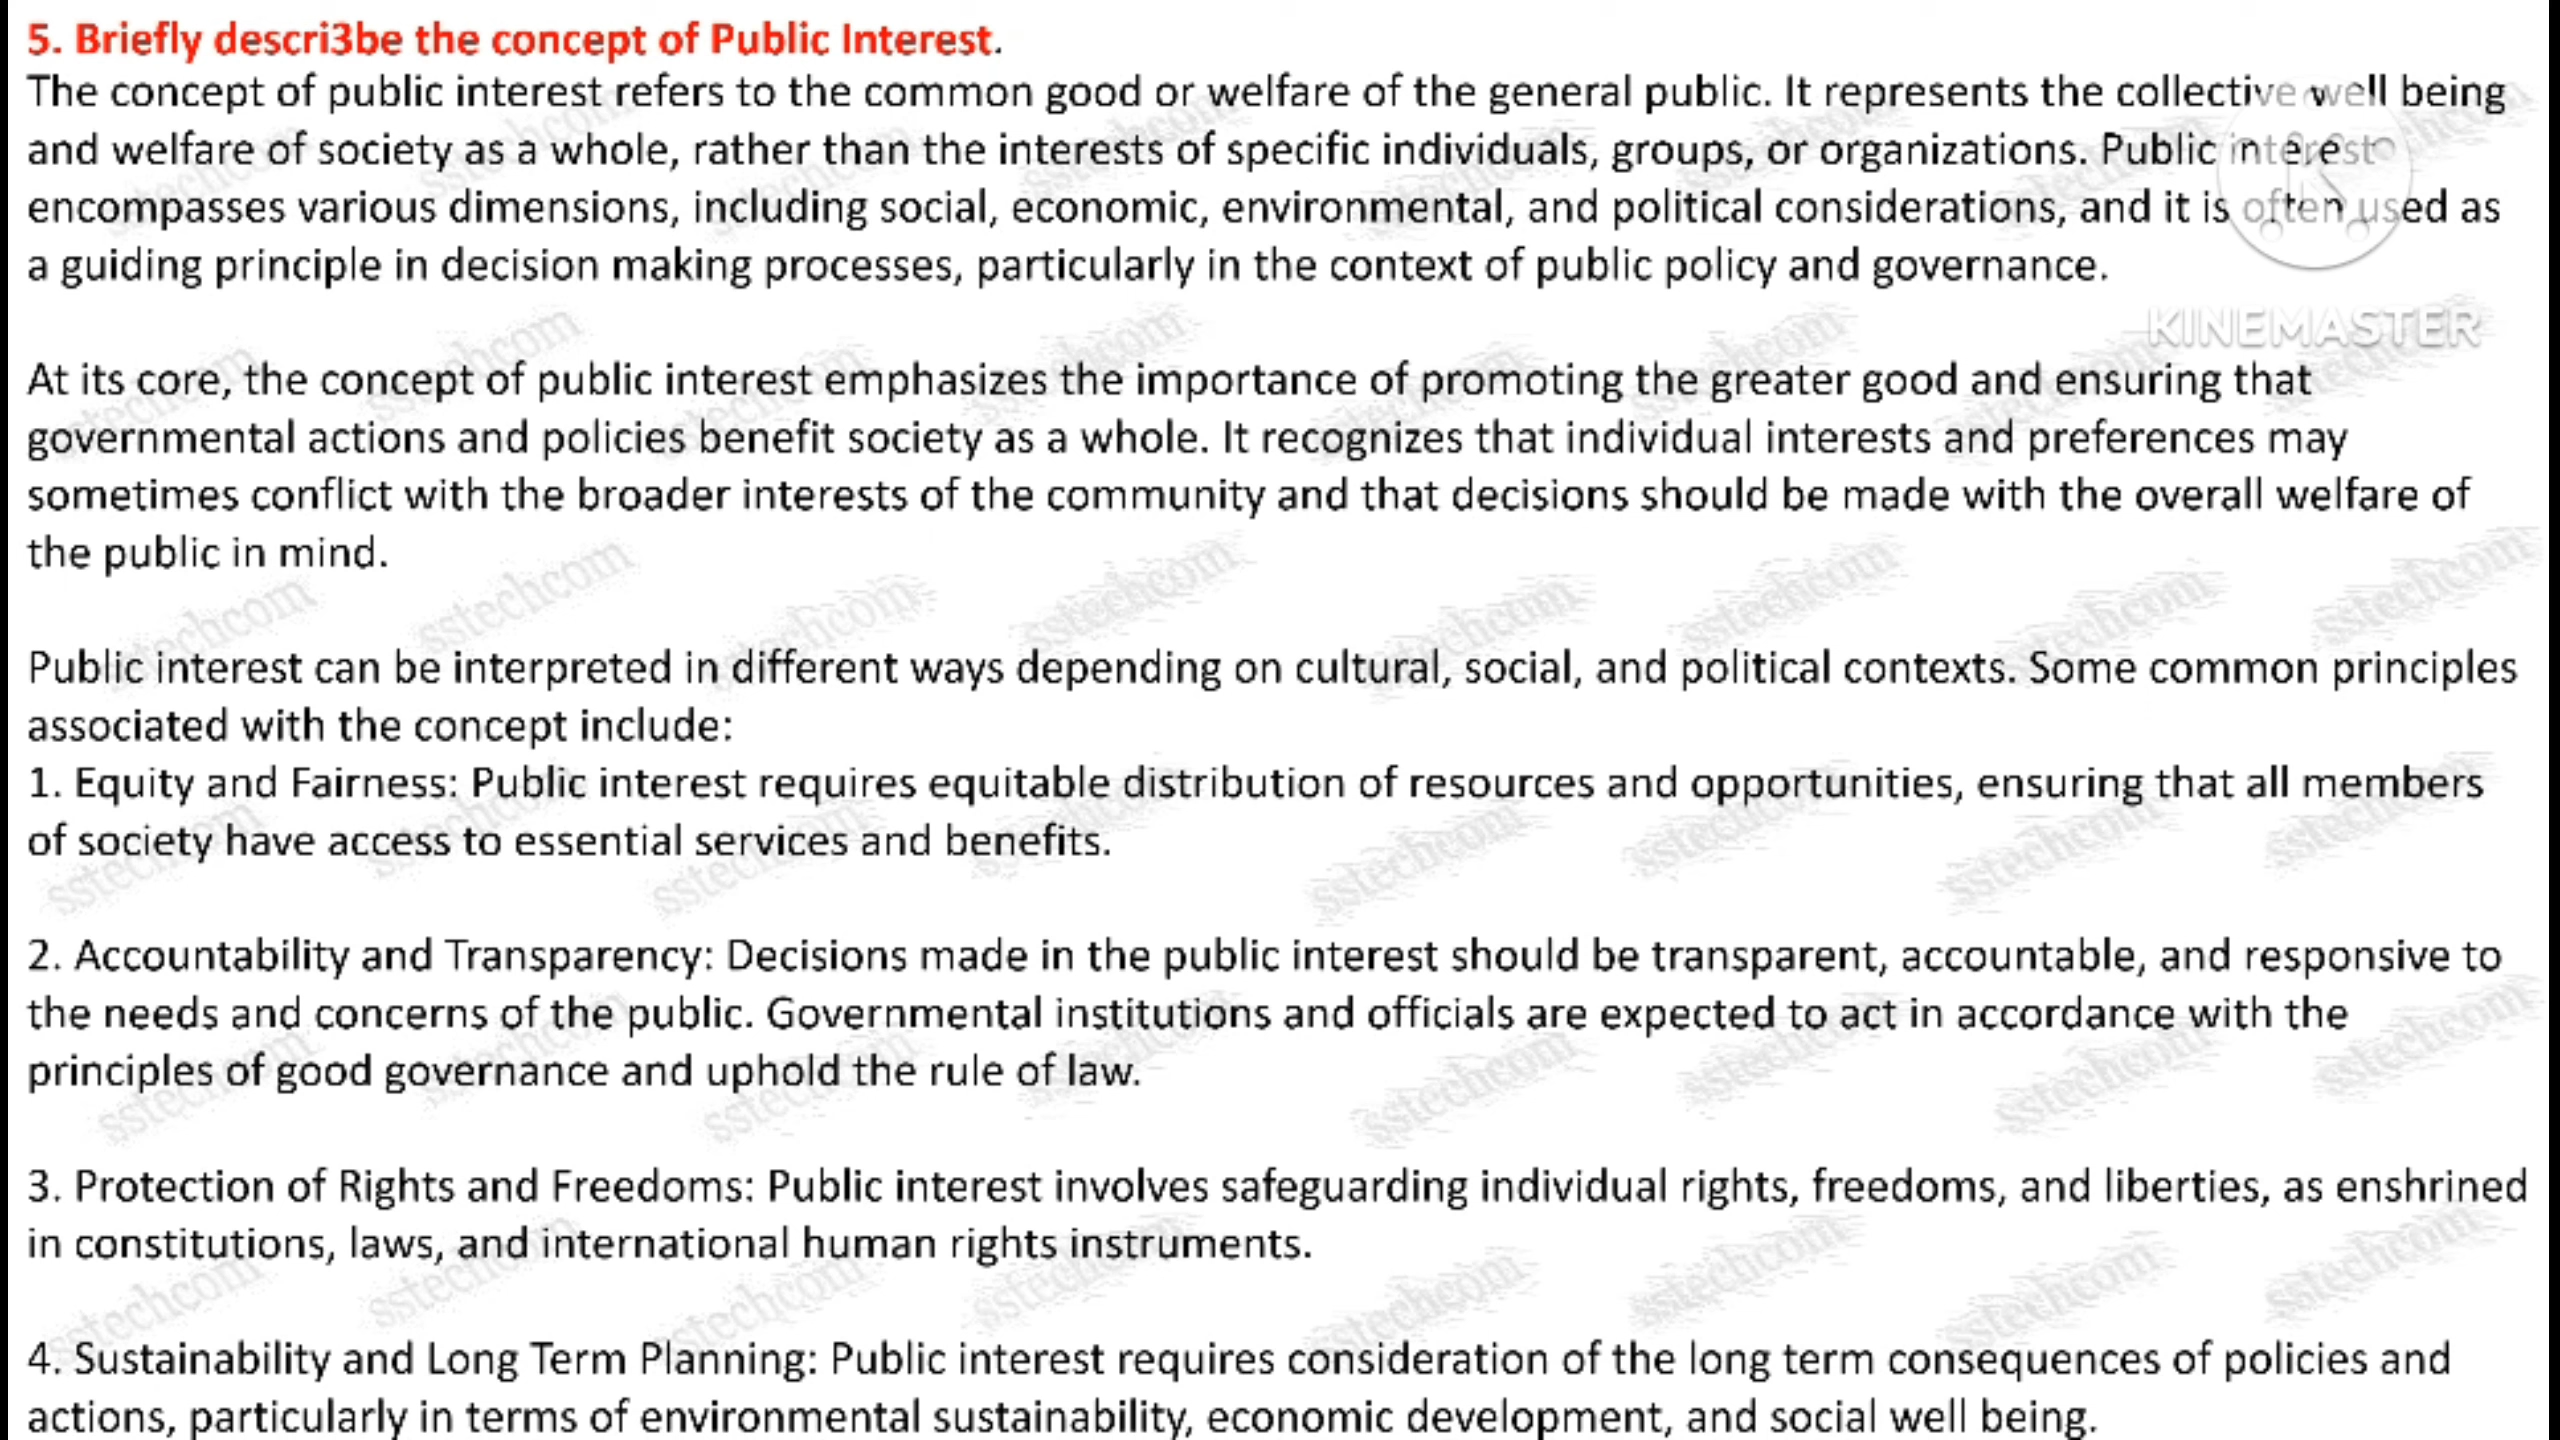 5. Briefly descri3be the concept of Public Interest.
The concept of public interest refers to the common good or welfare of the general public. It represents the collective well being
and welfare of society as a whole, rather than the interests of specific individuals, groups, or organizations. Public interest
encompasses various dimensions, including social, economic, environmental, and political considerations, and it is often used as
a guiding principle in decision making processes, particularly in the context of public policy and governance.
KINEMASTER
At its core, the concept of public interest emphasizes the importance of promoting the greater good and ensuring that
governmental actions and policies benefit society as a whole. It recognizes that individual interests and preferences may
sometimes conflict with the broader interests of the community and that decisions should be made with the overall welfare of
the public in mind.
Public interest can be interpreted in different ways depending on cultural, social, and political contexts. Some common principles
associated with the concept include:
1. Equity and Fairness: Public interest requires equitable distribution of resources and opportunities, ensuring that all members
of society have access to essential services and benefits.
2. Accountability and Transparency: Decisions made in the public interest should be transparent, accountable, and responsive to
the needs and concerns of the public. Governmental institutions and officials are expected to act in accordance with the
principles of good governance and uphold the rule of law.
3. Protection of Rights and Freedoms: Public interest involves safeguarding individual rights, freedoms, and liberties, as enshrined
in constitutions, laws, and international human rights instruments.
4. Sustainability and Long Term Planning: Public interest requires consideration of the long term consequences of policies and
actions, particularly in terms of environmental sustainability, economic development, and social well being.
sstechcom